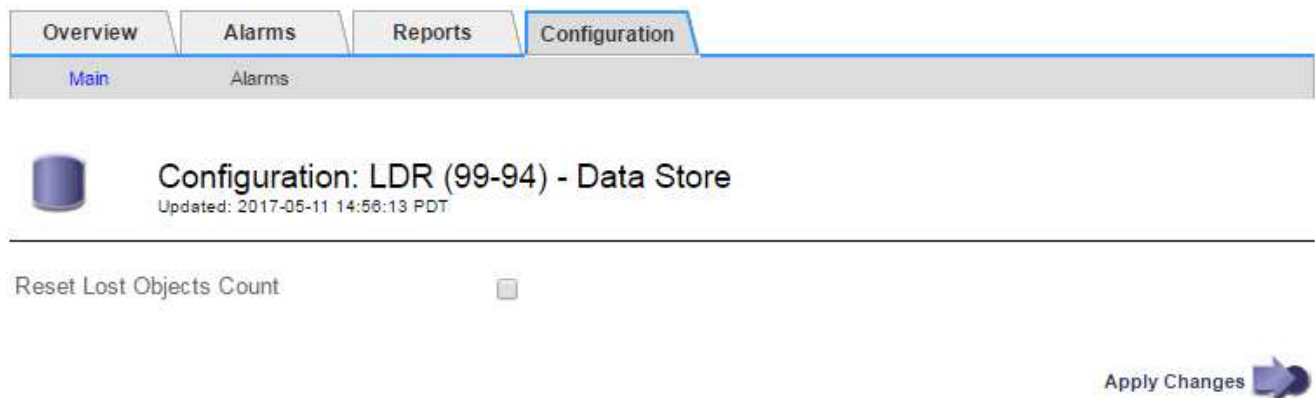 Overview Alarms Reports Configuration
Main Alarms
Configuration: LDR (99-94) - Data Store
Updated: 2017-05-11 14:56:13 PDT
Reset Lost Objects Count
Apply Changes